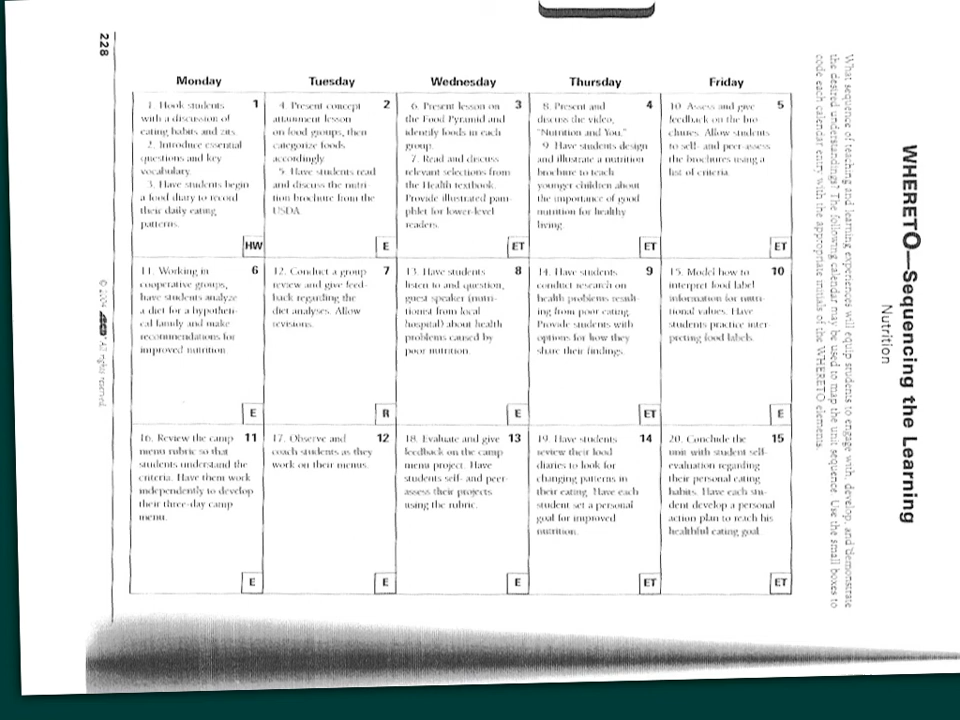 WHERETO—Sequencing the Learning
Nutrition
What sequence of teaching and learning experiences will equip students to engage with, develop, and demonstrate
the desired understandings? The following calendar may be used to map the unit sequence. Use the small boxes to
code each calendar entry with the appropriate initials of the WHERETO elements.
Monday
Tuesday
Wednesday
Thursday
Friday
1
1. Hook students
with a discussion of
eating habits and zits.
2. Introduce essential
questions and key
vocabulary.
3. Have students begin
a food diary to record
their daily eating
patterns.
HW
2
4. Present concept
attainment lesson
on food groups, then
categorize foods
accordingly.
5. Have students read
and discuss the nutri-
tion brochure from the
USDA.
E
3
6. Present lesson on
the Food Pyramid and
identify foods in each
group.
7. Read and discuss
relevant selections from
the Health textbook.
Provide illustrated pam-
phlet for lower-level
readers.
ET
4
8. Present and
discuss the video,
"Nutrition and You."
9. Have students design
and illustrate a nutrition
brochure to teach
younger children about
the importance of good
nutrition for healthy
living.
ET
5
10. Assess and give
feedback on the bro-
chures. Allow students
to self- and peer-assess
the brochures using a
list of criteria.
ET
6
11. Working in
cooperative groups,
have students analyze
a diet for a hypotheti-
cal family and make
recommendations for
improved nutrition.
E
7
12. Conduct a group
review and give feed-
back regarding the
diet analyses. Allow
revisions.
R
8
13. Have students
listen to and question,
guest speaker (nutri-
tionist from local
hospital) about health
problems caused by
poor nutrition.
E
9
14. Have students
conduct research on
health problems result-
ing from poor eating.
Provide students with
options for how they
share their findings.
ET
10
15. Model how to
interpret food label
information for nutri-
tional values. Have
students practice inter-
preting food labels.
E
11
16. Review the camp
menu rubric so that
students understand the
criteria. Have them work
independently to develop
their three-day camp
menu.
E
12
17. Observe and
coach students as they
work on their menus.
E
13
18. Evaluate and give
feedback on the camp
menu project. Have
students self- and peer-
assess their projects
using the rubric.
E
14
19. Have students
review their food
diaries to look for
changing patterns in
their eating. Have each
student set a personal
goal for improved
nutrition.
ET
15
20. Conclude the
unit with student self-
evaluation regarding
their personal eating
habits. Have each stu-
dent develop a personal
action plan to reach his
healthful eating goal.
ET
© 2004 ASCD® All rights reserved.
228